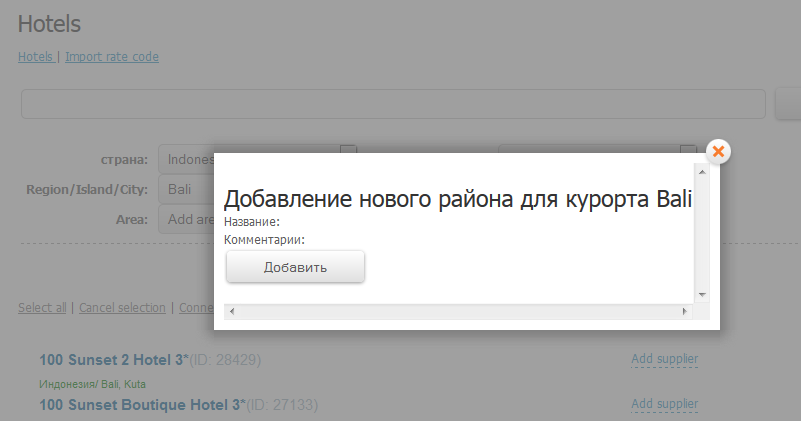 Hotels
Hotels | Import rate code
страна: Indones
Region/Island/City: Bali
Area: Add are
Добавление нового района для курорта Bali
Название:
Комментарии:
Добавить
Select all | Cancel selection | Conne
100 Sunset 2 Hotel 3*(ID: 28429) Add supplier
Индонезия/ Bali, Kuta
100 Sunset Boutique Hotel 3*(ID: 27133) Add supplier